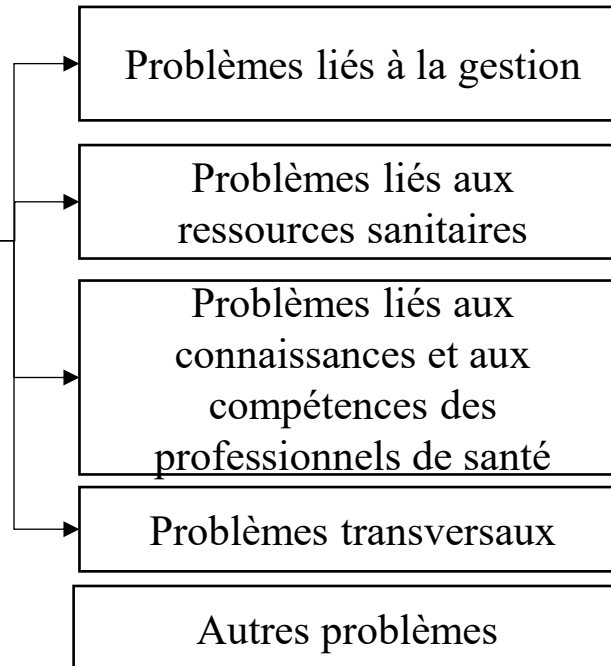 Problèmes liés à la gestion
Problèmes liés aux
ressources sanitaires
Problèmes liés aux
connaissances et aux
compétences des
professionnels de santé
Problèmes transversaux
Autres problèmes